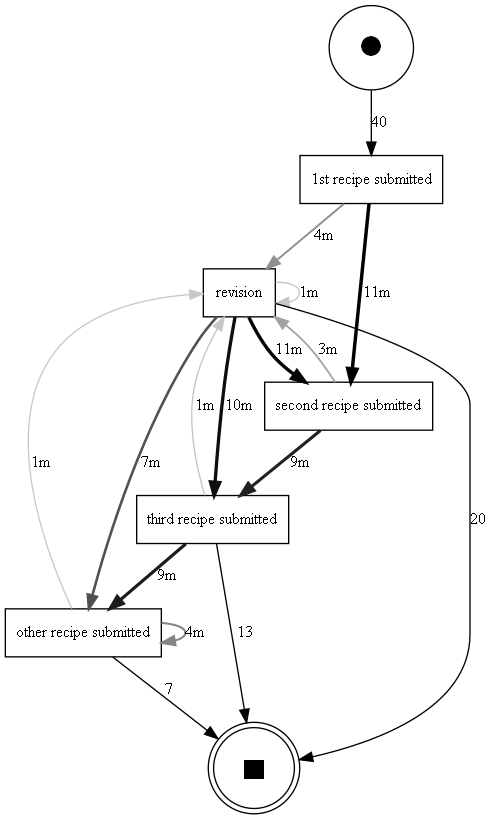 40
1st recipe submitted
4m
11m
revision
1m
11m
3m
second recipe submitted
1m
10m
7m
1m
9m
20
third recipe submitted
9m
13
other recipe submitted
4m
7